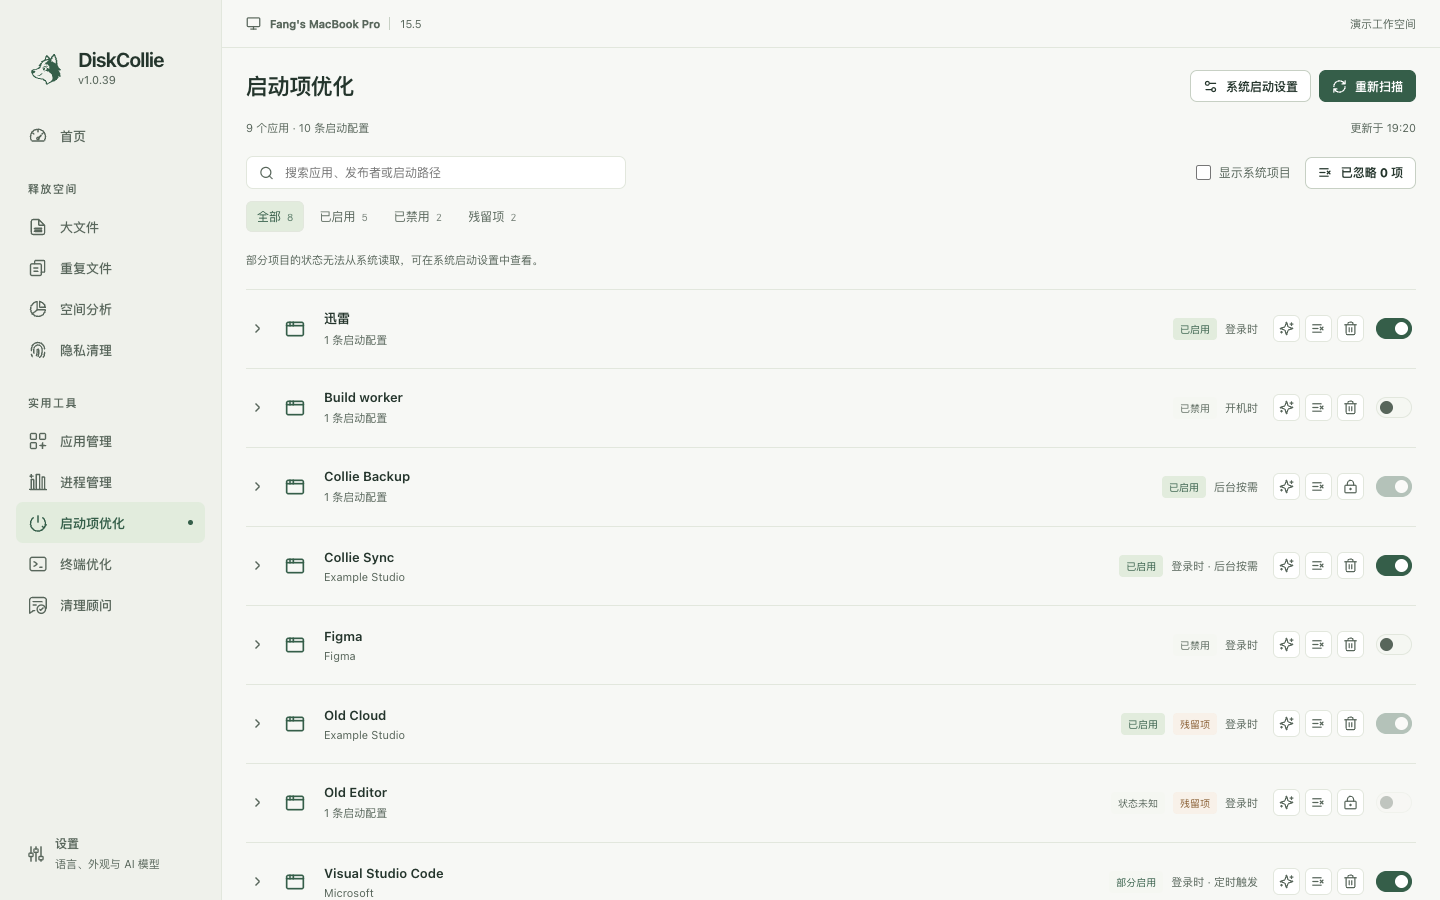 DiskCollie
v1.0.39
首页
释放空间
大文件
重复文件
空间分析
隐私清理
实用工具
应用管理
进程管理
启动项优化
终端优化
清理顾问
设置
语言、外观与 AI 模型
Fang's MacBook Pro 15.5
演示工作空间
启动项优化
系统启动设置
重新扫描
9 个应用 · 10 条启动配置
更新于 19:20
搜索应用、发布者或启动路径
显示系统项目
已忽略 0 项
全部 8 已启用 5 已禁用 2 残留项 2
部分项目的状态无法从系统读取，可在系统启动设置中查看。
迅雷
1 条启动配置
已启用 登录时
Build worker
1 条启动配置
已禁用 开机时
Collie Backup
1 条启动配置
已启用 后台按需
Collie Sync
Example Studio
已启用 登录时 · 后台按需
Figma
Figma
已禁用 登录时
Old Cloud
Example Studio
已启用 残留项 登录时
Old Editor
1 条启动配置
状态未知 残留项 登录时
Visual Studio Code
Microsoft
部分启用 登录时 · 定时触发